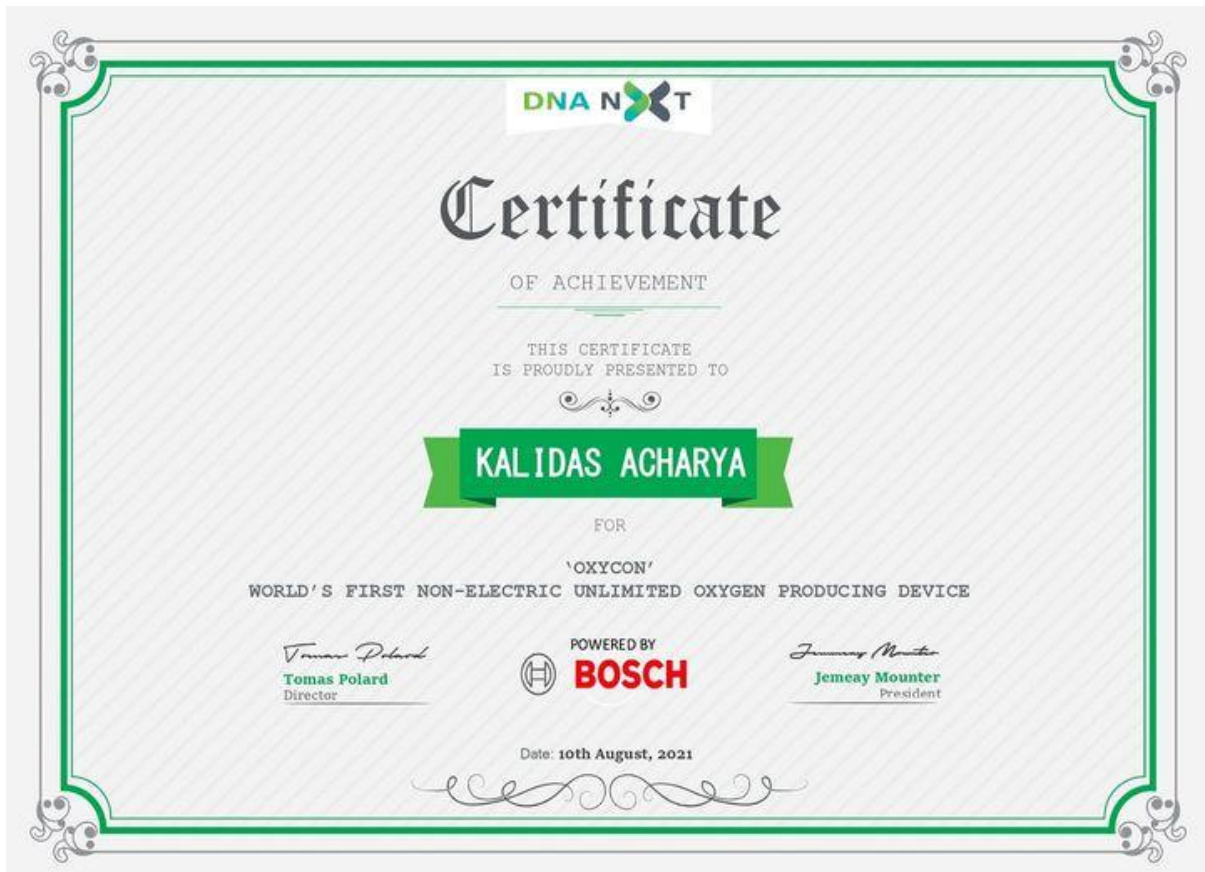 DNA NXT
Certificate
OF ACHIEVEMENT
THIS CERTIFICATE
IS PROUDLY PRESENTED TO
KALIDAS ACHARYA
FOR
‘OXYCON’
WORLD’S FIRST NON-ELECTRIC UNLIMITED OXYGEN PRODUCING DEVICE
Tomas Polard
Tomas Polard
Director
POWERED BY
BOSCH
Jemeay Mounter
Jemeay Mounter
President
Date: 10th August, 2021